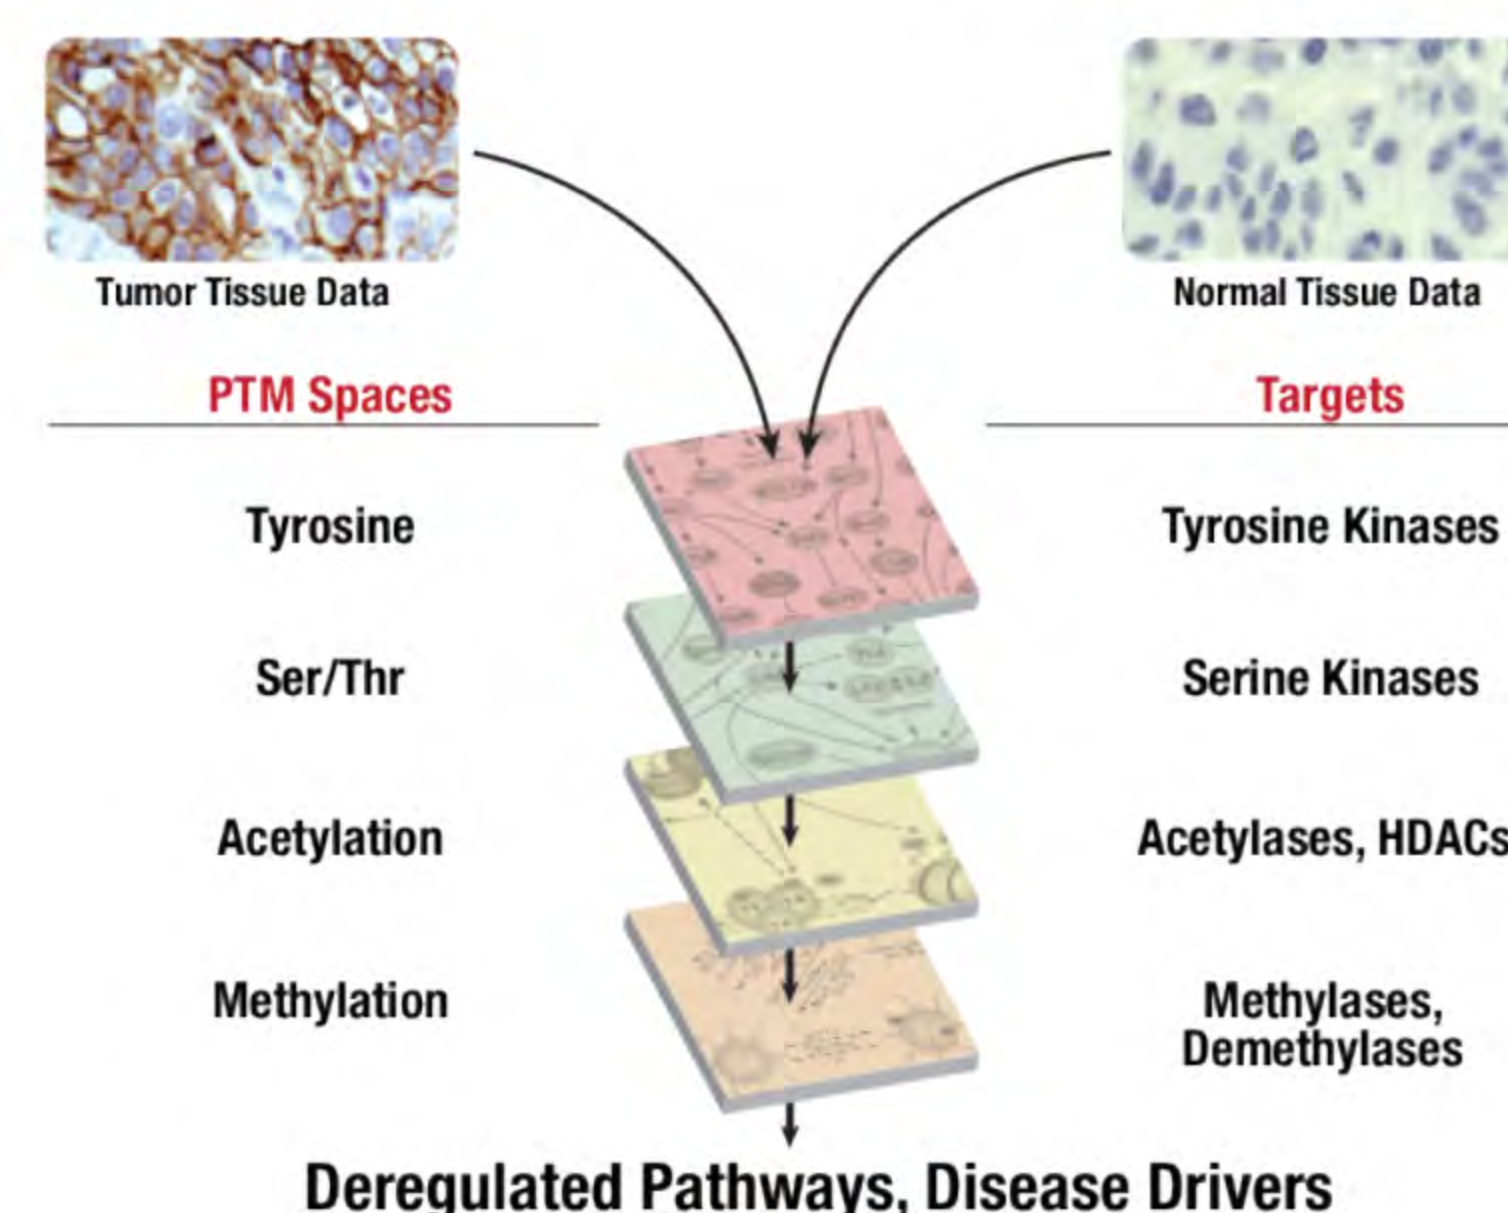 Tumor Tissue Data
Normal Tissue Data
PTM Spaces
Targets
Tyrosine
Tyrosine Kinases
Ser/Thr
Serine Kinases
Acetylation
Acetylases, HDACs
Methylation
Methylases,
Demethylases
Deregulated Pathways, Disease Drivers